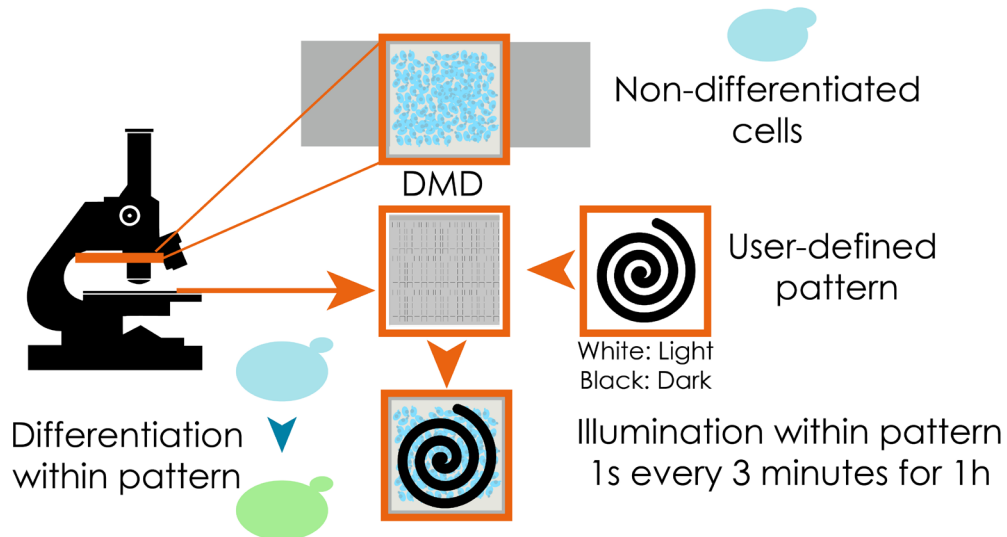 Non-differentiated
cells
DMD
User-defined
pattern
White: Light
Black: Dark
Differentiation
within pattern
Illumination within pattern
1s every 3 minutes for 1h